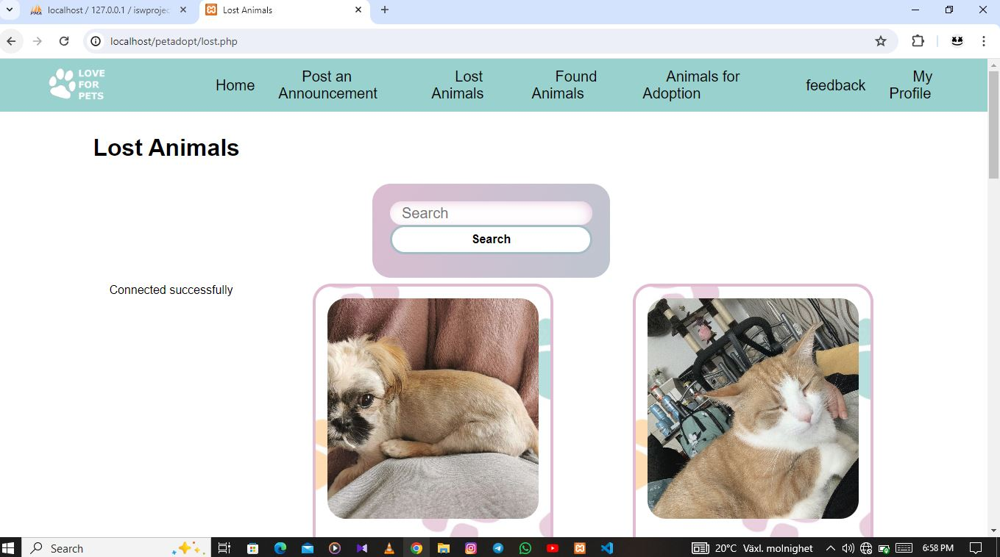 localhost / 127.0.0.1 / iswprojec
Lost Animals
localhost/petadopt/lost.php
LOVE
FOR
PETS
Home
Post an
Announcement
Lost
Animals
Found
Animals
Animals for
Adoption
feedback
My
Profile
Lost Animals
Search
Search
Connected successfully
Search
20°C Växl. molnighet
6:58 PM